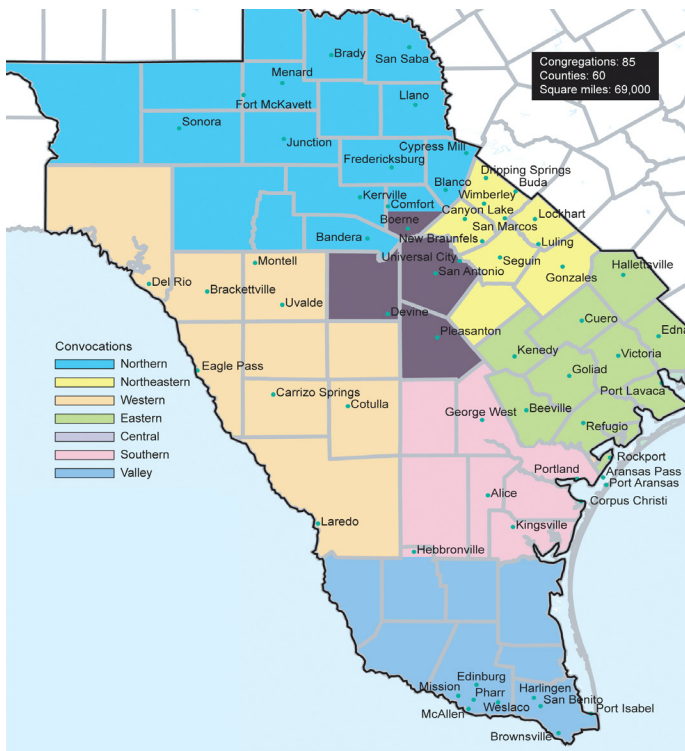 Brady
San Saba
Congregations: 85
Counties: 60
Square miles: 69,000
Menard
Fort McKavett
Llano
Sonora
Junction
Cypress Mill
Fredericksburg
Dripping Springs
Buda
Blanco
Wimberley
Kerrville
Comfort
Canyon Lake
Lockhart
Boerne
San Marcos
Bandera
New Braunfels
Luling
Universal City
Seguin
Montell
San Antonio
Gonzales
Hallettsville
Del Rio
Brackettville
Uvalde
Devine
Cuero
Pleasanton
Edna
Convocations
Kenedy
Victoria
Northern
Eagle Pass
Goliad
Northeastern
Port Lavaca
Western
Carrizo Springs
Cotulla
Eastern
George West
Beeville
Central
Refugio
Southern
Valley
Rockport
Portland
Aransas Pass
Port Aransas
Alice
Corpus Christi
Laredo
Kingsville
Hebbronville
Edinburg
Mission
Pharr
Harlingen
San Benito
McAllen
Weslaco
Port Isabel
Brownsville